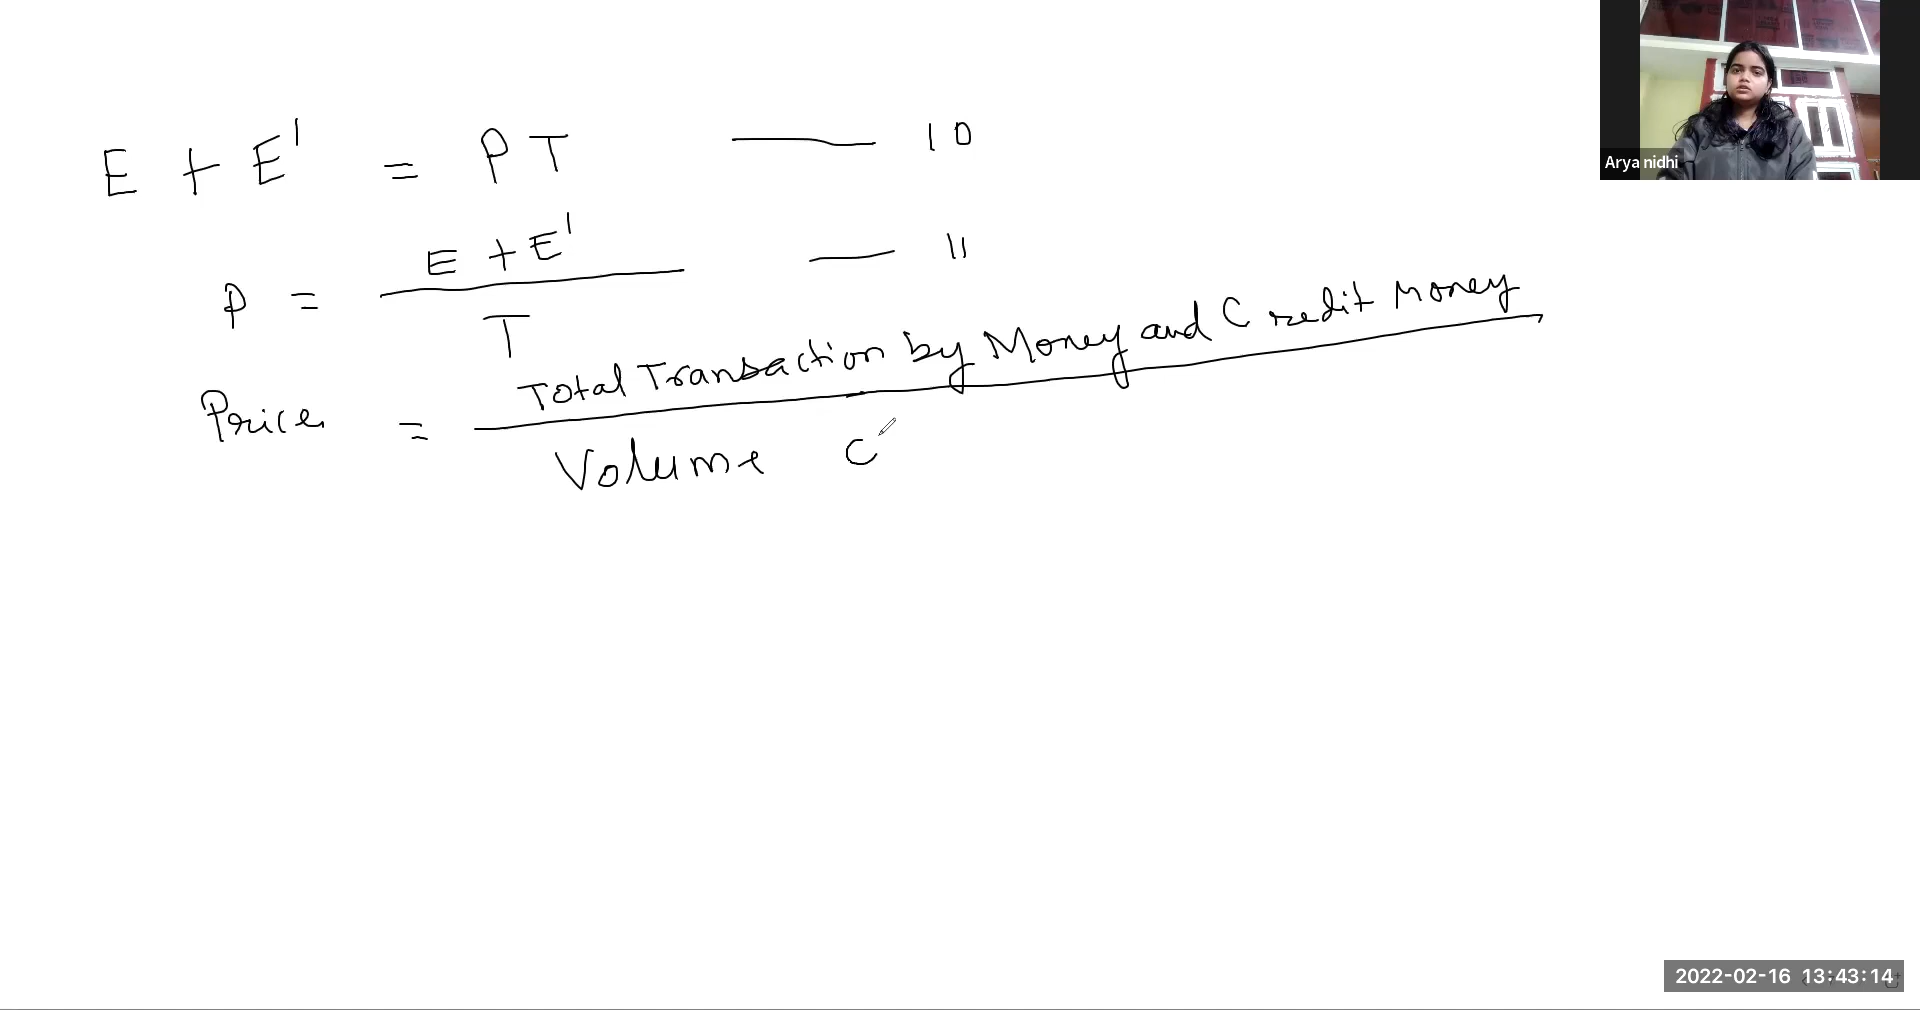 E + E' = PT — 10
P = E + E' / T — 11
Price = Total Transaction by Money and Credit Money / Volume
Arya nidhi
2022-02-16 13:43:14